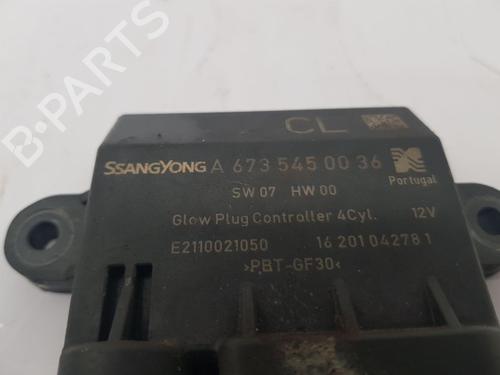 CL
SSANGYONG A 673 545 00 36
Portugal
SW 07 HW 00
Glow Plug Controller 4Cyl. 12V
E2110021050 16 201 04278 1
>PBT-GF30<